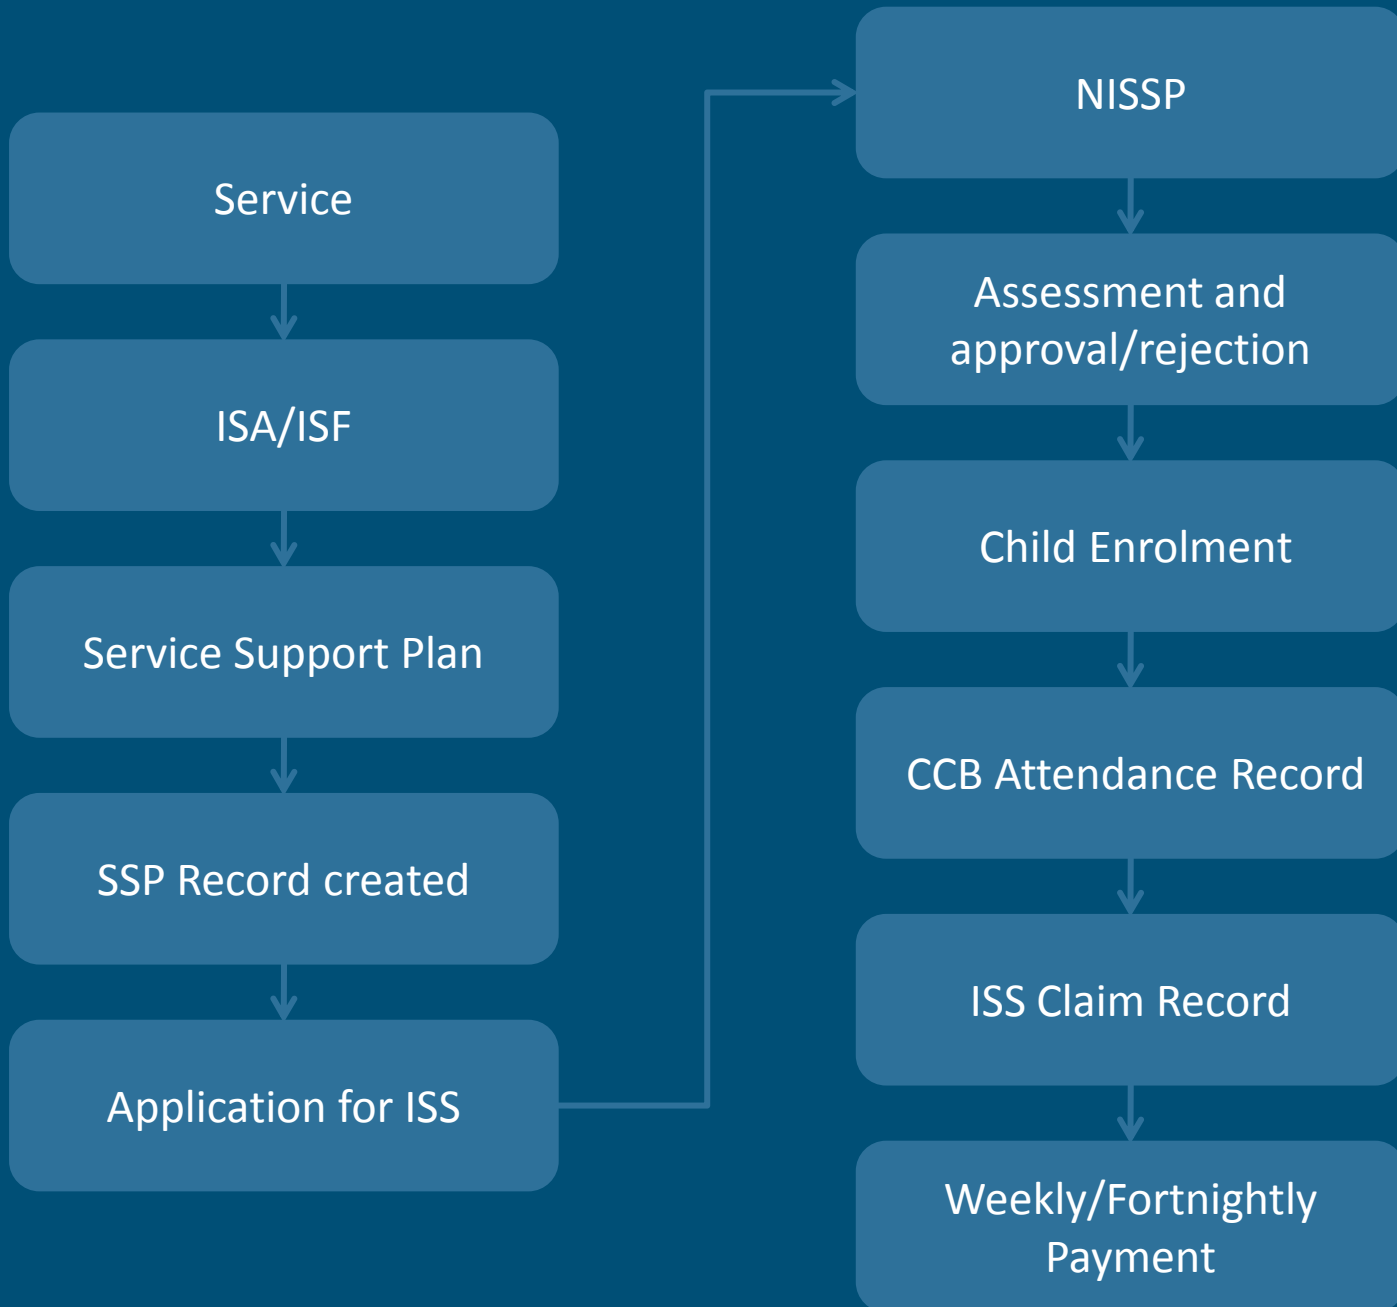 Service
ISA/ISF
Service Support Plan
SSP Record created
Application for ISS
NISSP
Assessment and
approval/rejection
Child Enrolment
CCB Attendance Record
ISS Claim Record
Weekly/Fortnightly
Payment